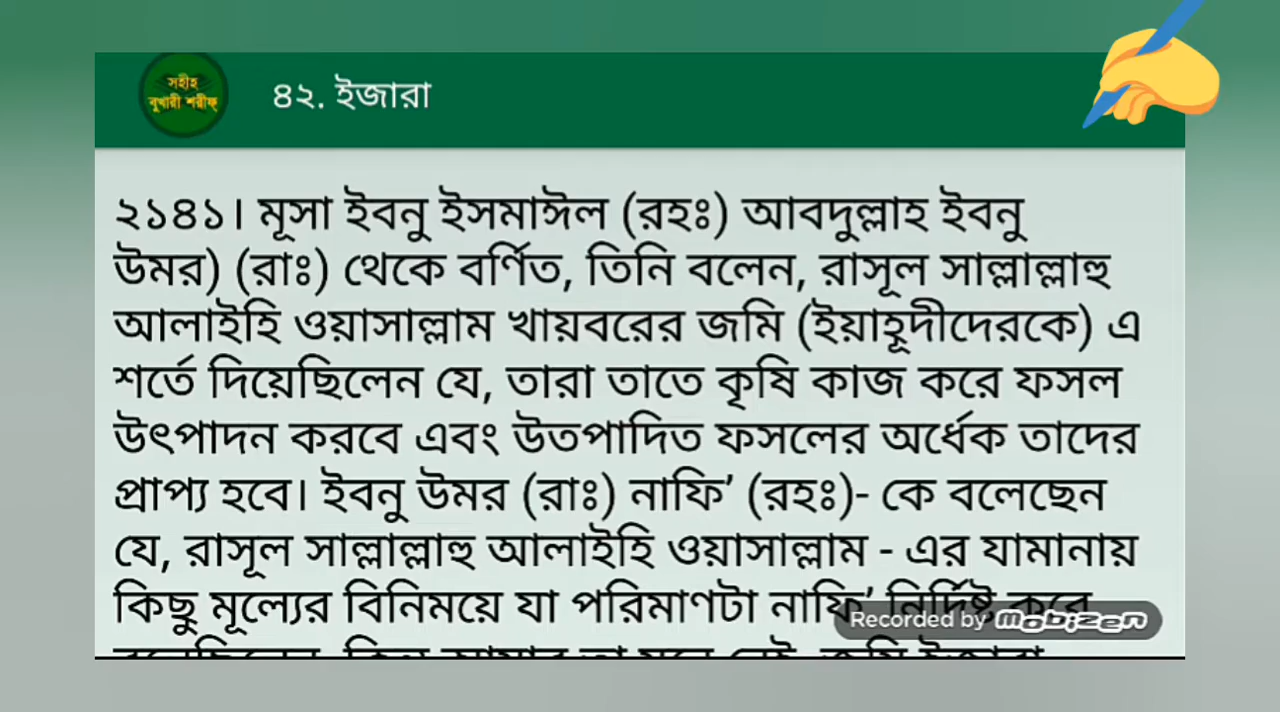 সহীহ
বুখারী শরীফ
৪২. ইজারা
২১৪১। মূসা ইবনু ইসমাঈল (রহঃ) আবদুল্লাহ ইবনু
উমর) (রাঃ) থেকে বর্ণিত, তিনি বলেন, রাসূল সাল্লাল্লাহু
আলাইহি ওয়াসাল্লাম খায়বরের জমি (ইয়াহূদীদেরকে) এ
শর্তে দিয়েছিলেন যে, তারা তাতে কৃষি কাজ করে ফসল
উৎপাদন করবে এবং উতপাদিত ফসলের অর্ধেক তাদের
প্রাপ্য হবে। ইবনু উমর (রাঃ) নাফি’ (রহঃ)- কে বলেছেন
যে, রাসূল সাল্লাল্লাহু আলাইহি ওয়াসাল্লাম - এর যামানায়
কিছু মূল্যের বিনিময়ে যা পরিমাণটা নাফি’ নির্দিষ্ট করে
Recorded by Mobizen